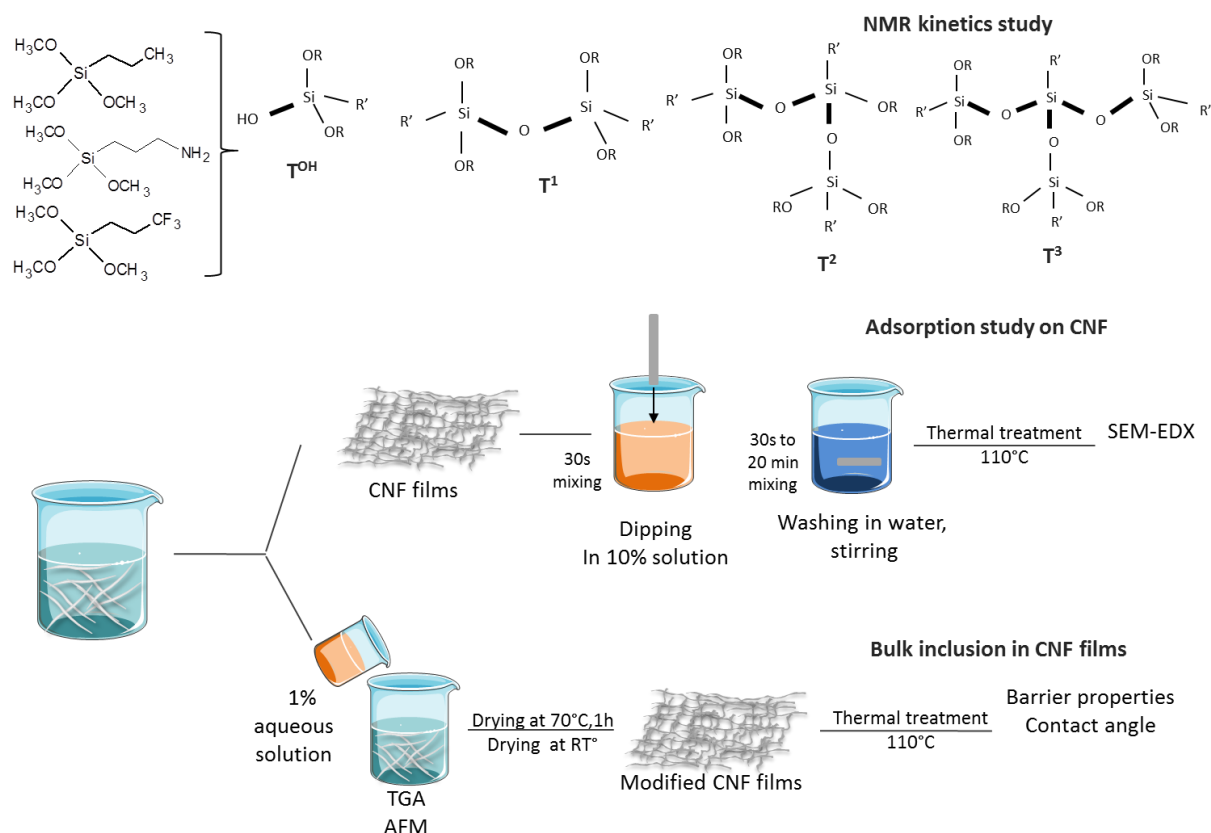 NMR kinetics study
H₃CO
CH₃
Si
H₃CO
OCH₃
H₃CO
Si
NH₂
H₃CO
OCH₃
H₃CO
CF₃
Si
H₃CO
OCH₃
OR
Si
R'
HO
OR
T^OH
OR
OR
Si
Si
R'
O
R'
OR
OR
T¹
OR
R'
Si
Si
R'
O
OR
OR
O
Si
RO
OR
R'
T²
OR
R'
OR
Si
Si
Si
R'
O
O
R'
OR
OR
O
Si
RO
OR
R'
T³
Adsorption study on CNF
CNF films
30s
mixing
Dipping
In 10% solution
30s to
20 min
mixing
Washing in water,
stirring
Thermal treatment
110°C
SEM-EDX
Bulk inclusion in CNF films
1%
aqueous
solution
TGA
AFM
Drying at 70°C,1h
Drying at RT°
Modified CNF films
Thermal treatment
110°C
Barrier properties
Contact angle